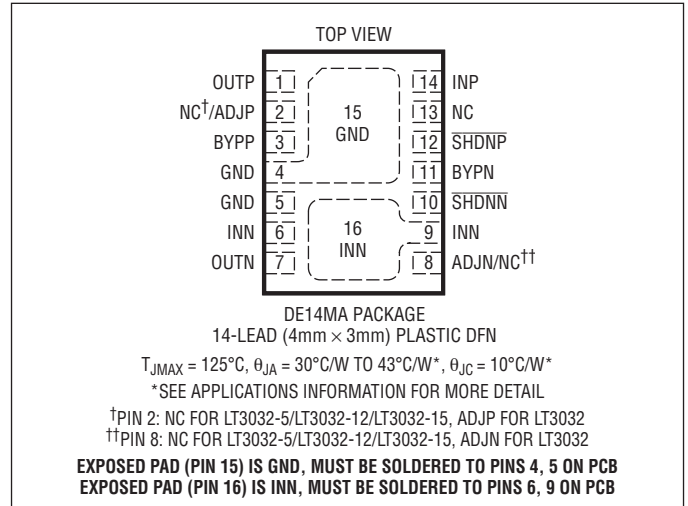 TOP VIEW
OUTP 1 14 INP
NC†/ADJP 2 15 13 NC
BYPP 3 GND 12 SHDNP
GND 4 11 BYPN
GND 5 10 SHDNN
INN 6 16 9 INN
OUTN 7 INN 8 ADJN/NC††
DE14MA PACKAGE
14-LEAD (4mm × 3mm) PLASTIC DFN
TJMAX = 125°C, θJA = 30°C/W TO 43°C/W*, θJC = 10°C/W*
*SEE APPLICATIONS INFORMATION FOR MORE DETAIL
†PIN 2: NC FOR LT3032-5/LT3032-12/LT3032-15, ADJP FOR LT3032
††PIN 8: NC FOR LT3032-5/LT3032-12/LT3032-15, ADJN FOR LT3032
EXPOSED PAD (PIN 15) IS GND, MUST BE SOLDERED TO PINS 4, 5 ON PCB
EXPOSED PAD (PIN 16) IS INN, MUST BE SOLDERED TO PINS 6, 9 ON PCB